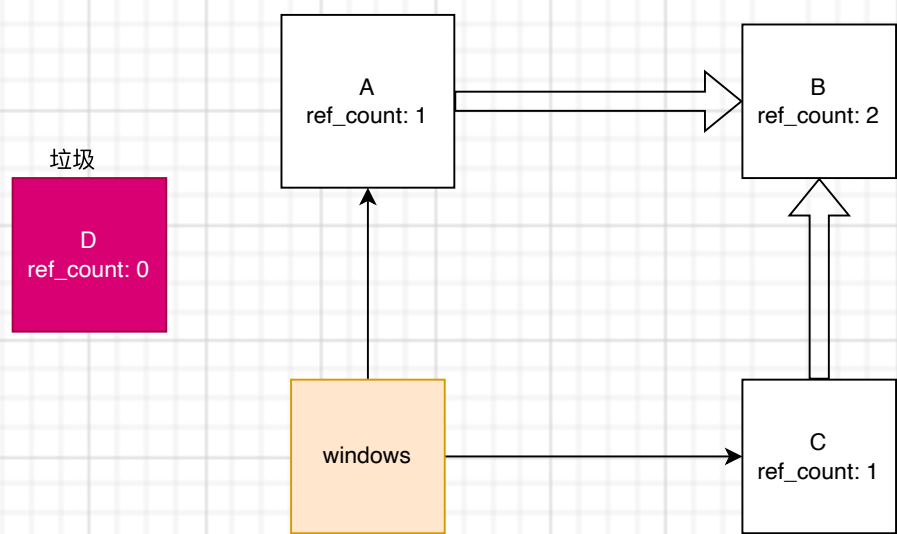 A
ref_count: 1
B
ref_count: 2
垃圾
D
ref_count: 0
windows
C
ref_count: 1